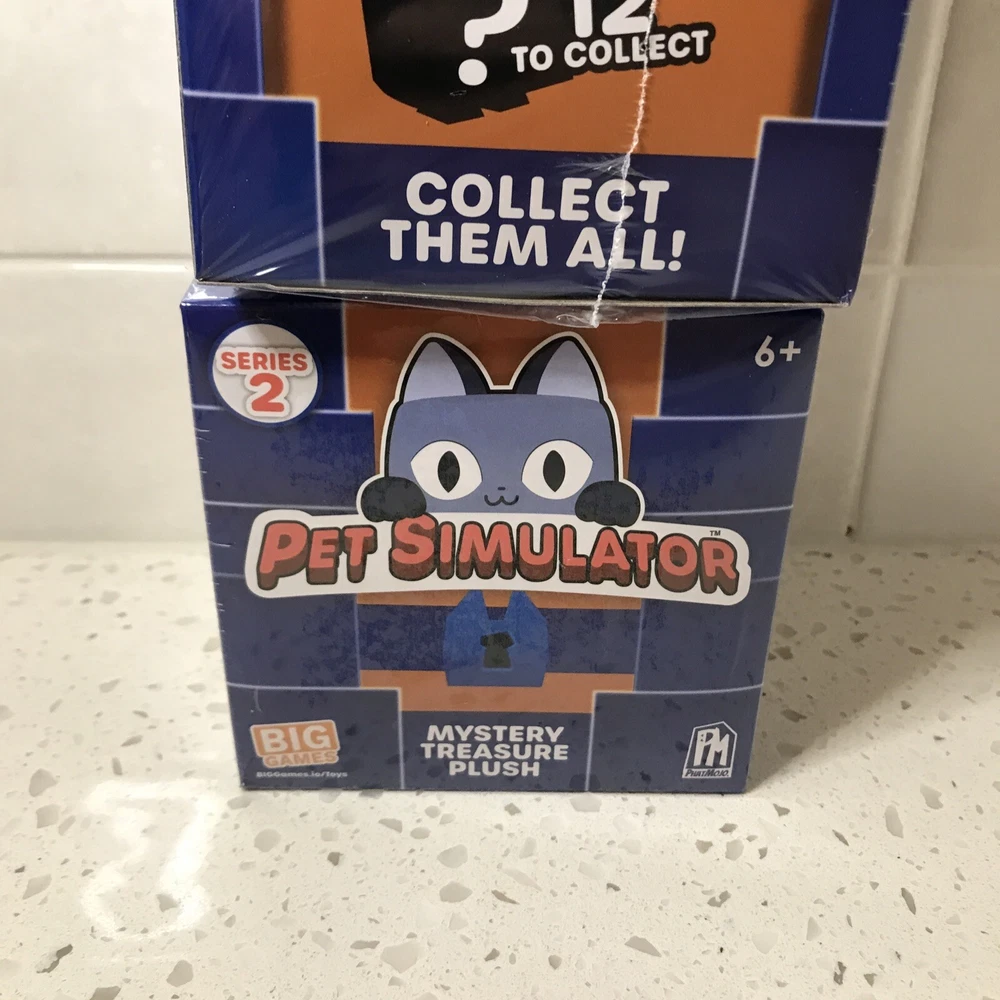 ? 12
TO COLLECT
COLLECT
THEM ALL!
SERIES
2
6+
PET SIMULATOR™
BIG
GAMES
BIGGames.io/Toys
MYSTERY
TREASURE
PLUSH
PM
PHATMOJO.